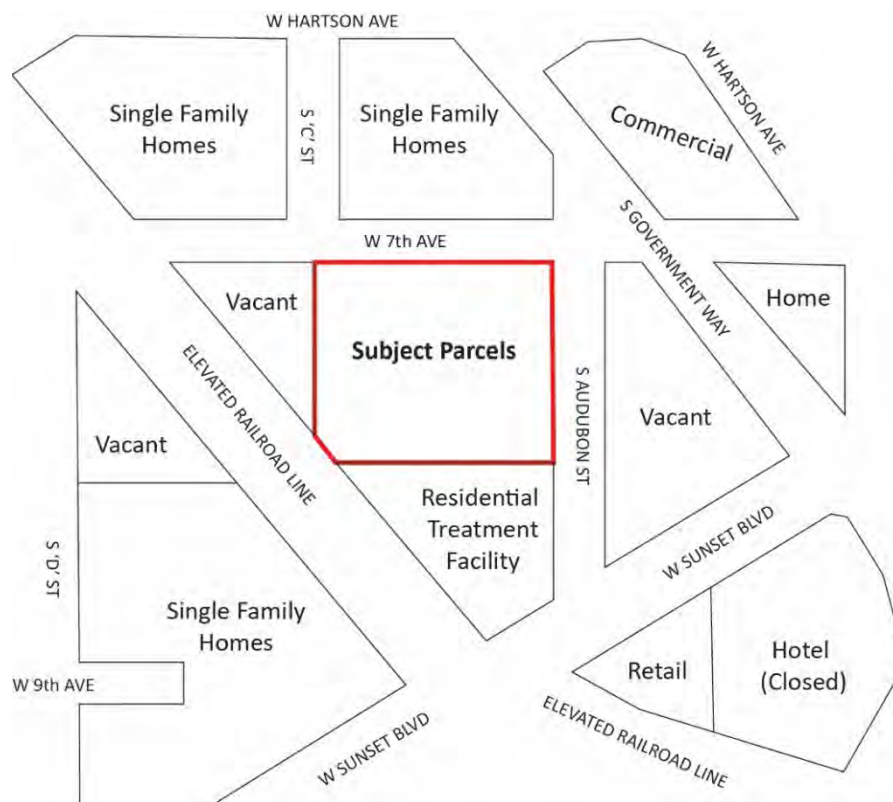 W HARTSON AVE
Single Family
Homes
S 'C' ST
Single Family
Homes
Commercial
W HARTSON AVE
W 7th AVE
S GOVERNMENT WAY
Vacant
Subject Parcels
Home
ELEVATED RAILROAD LINE
S AUDUBON ST
Vacant
Vacant
Residential
Treatment
Facility
W SUNSET BLVD
S 'D' ST
Single Family
Homes
W 9th AVE
Retail
Hotel
(Closed)
W SUNSET BLVD
ELEVATED RAILROAD LINE